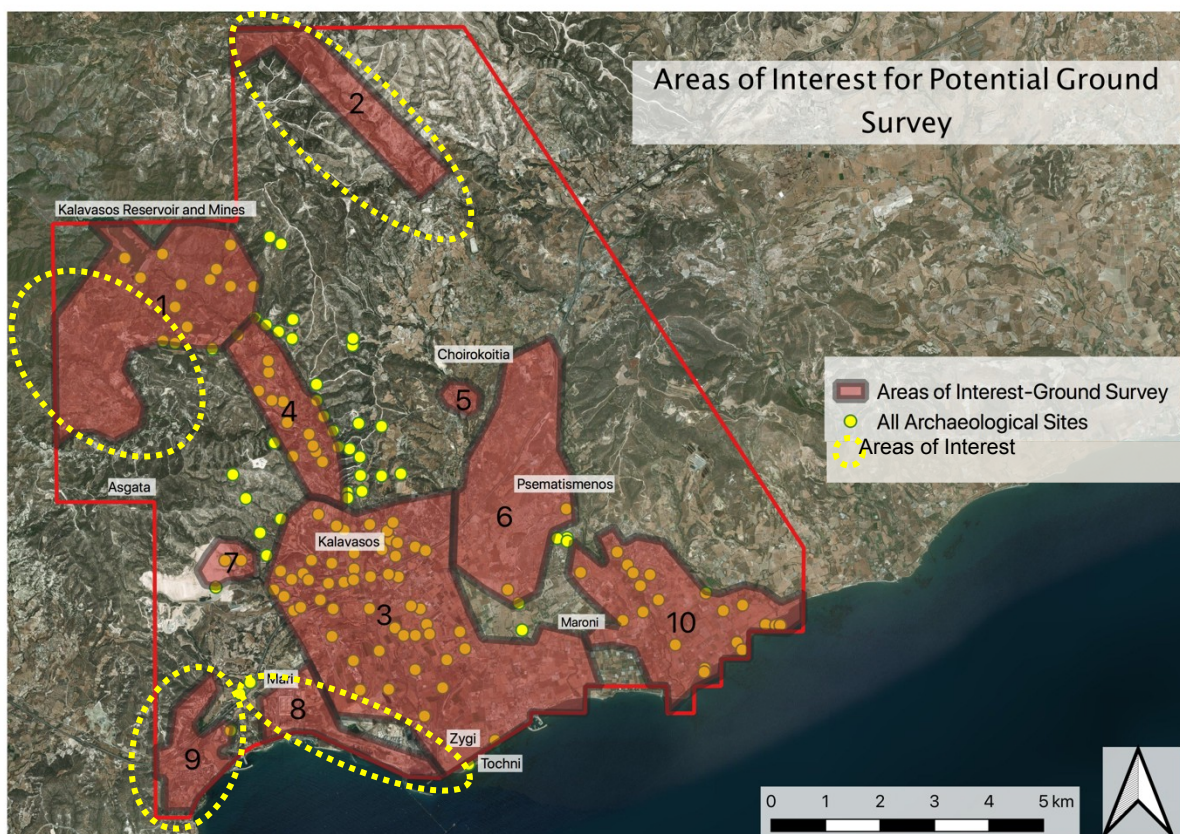 Areas of Interest for Potential Ground
Survey
2
Kalavasos Reservoir and Mines
1
Choirokoitia
5
4
Areas of Interest-Ground Survey
All Archaeological Sites
Areas of Interest
Asgata
Psematismenos
6
Kalavasos
7
3
Maroni
10
Mari
8
9
Zygi
Tochni
0 1 2 3 4 5 km